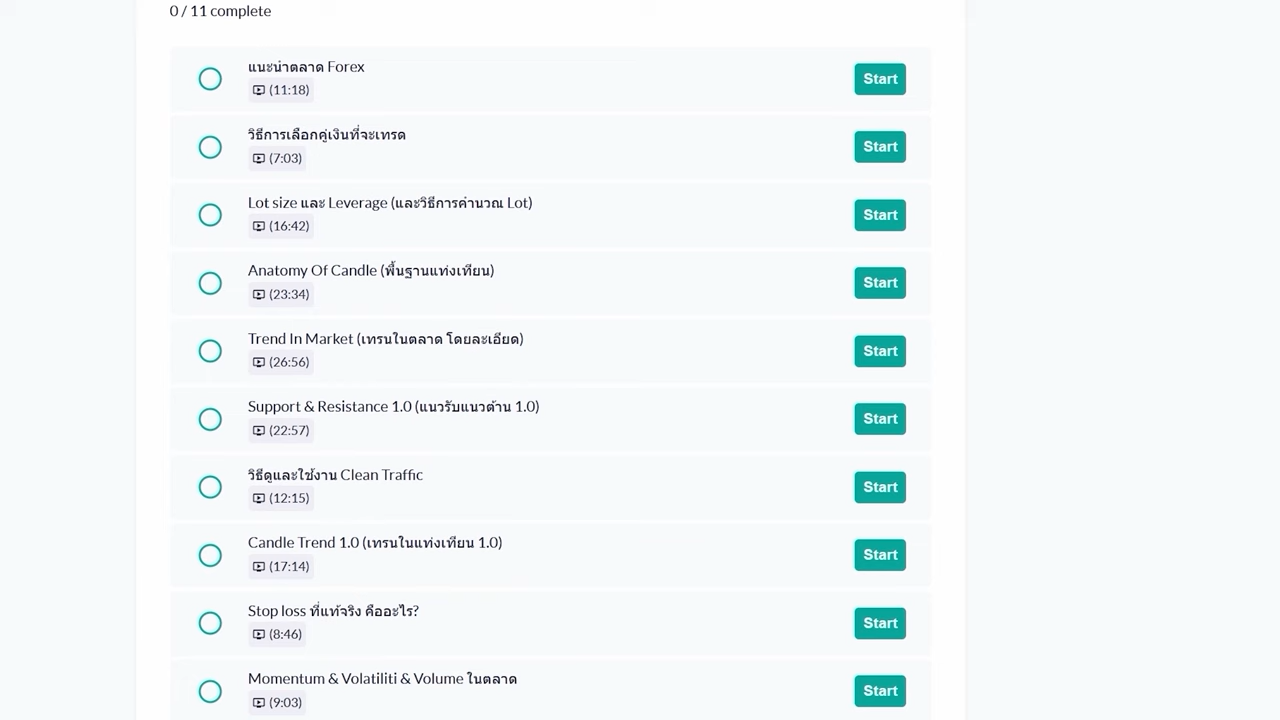 0 / 11 complete
แนะนำตลาด Forex
(11:18)
Start
วิธีการเลือกคู่เงินที่จะเทรด
(7:03)
Start
Lot size และ Leverage (และวิธีการคำนวณ Lot)
(16:42)
Start
Anatomy Of Candle (พื้นฐานแท่งเทียน)
(23:34)
Start
Trend In Market (เทรนในตลาด โดยละเอียด)
(26:56)
Start
Support & Resistance 1.0 (แนวรับแนวต้าน 1.0)
(22:57)
Start
วิธีดูและใช้งาน Clean Traffic
(12:15)
Start
Candle Trend 1.0 (เทรนในแท่งเทียน 1.0)
(17:14)
Start
Stop loss ที่แท้จริง คืออะไร?
(8:46)
Start
Momentum & Volatiliti & Volume ในตลาด
(9:03)
Start